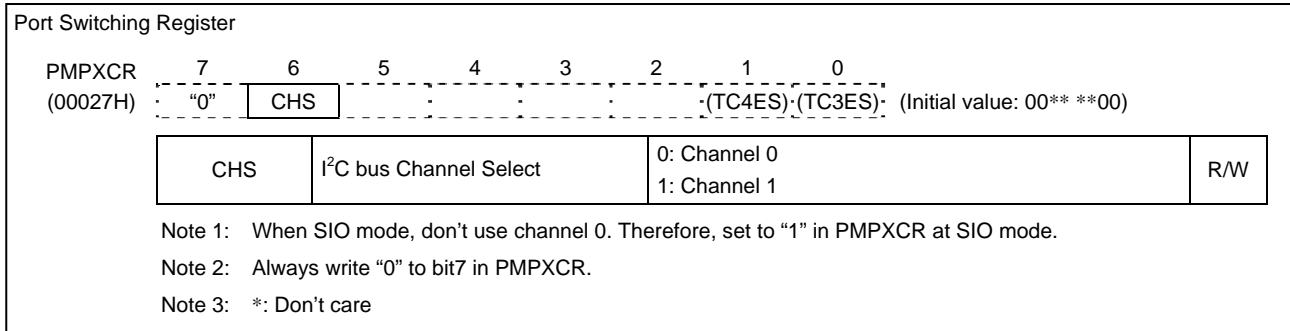 Port Switching Register
PMPXCR 7 6 5 4 3 2 1 0
(00027H) “0” CHS (TC4ES) (TC3ES) (Initial value: 00** **00)
CHS I²C bus Channel Select 0: Channel 0 R/W
1: Channel 1
Note 1: When SIO mode, don’t use channel 0. Therefore, set to “1” in PMPXCR at SIO mode.
Note 2: Always write “0” to bit7 in PMPXCR.
Note 3: *: Don’t care